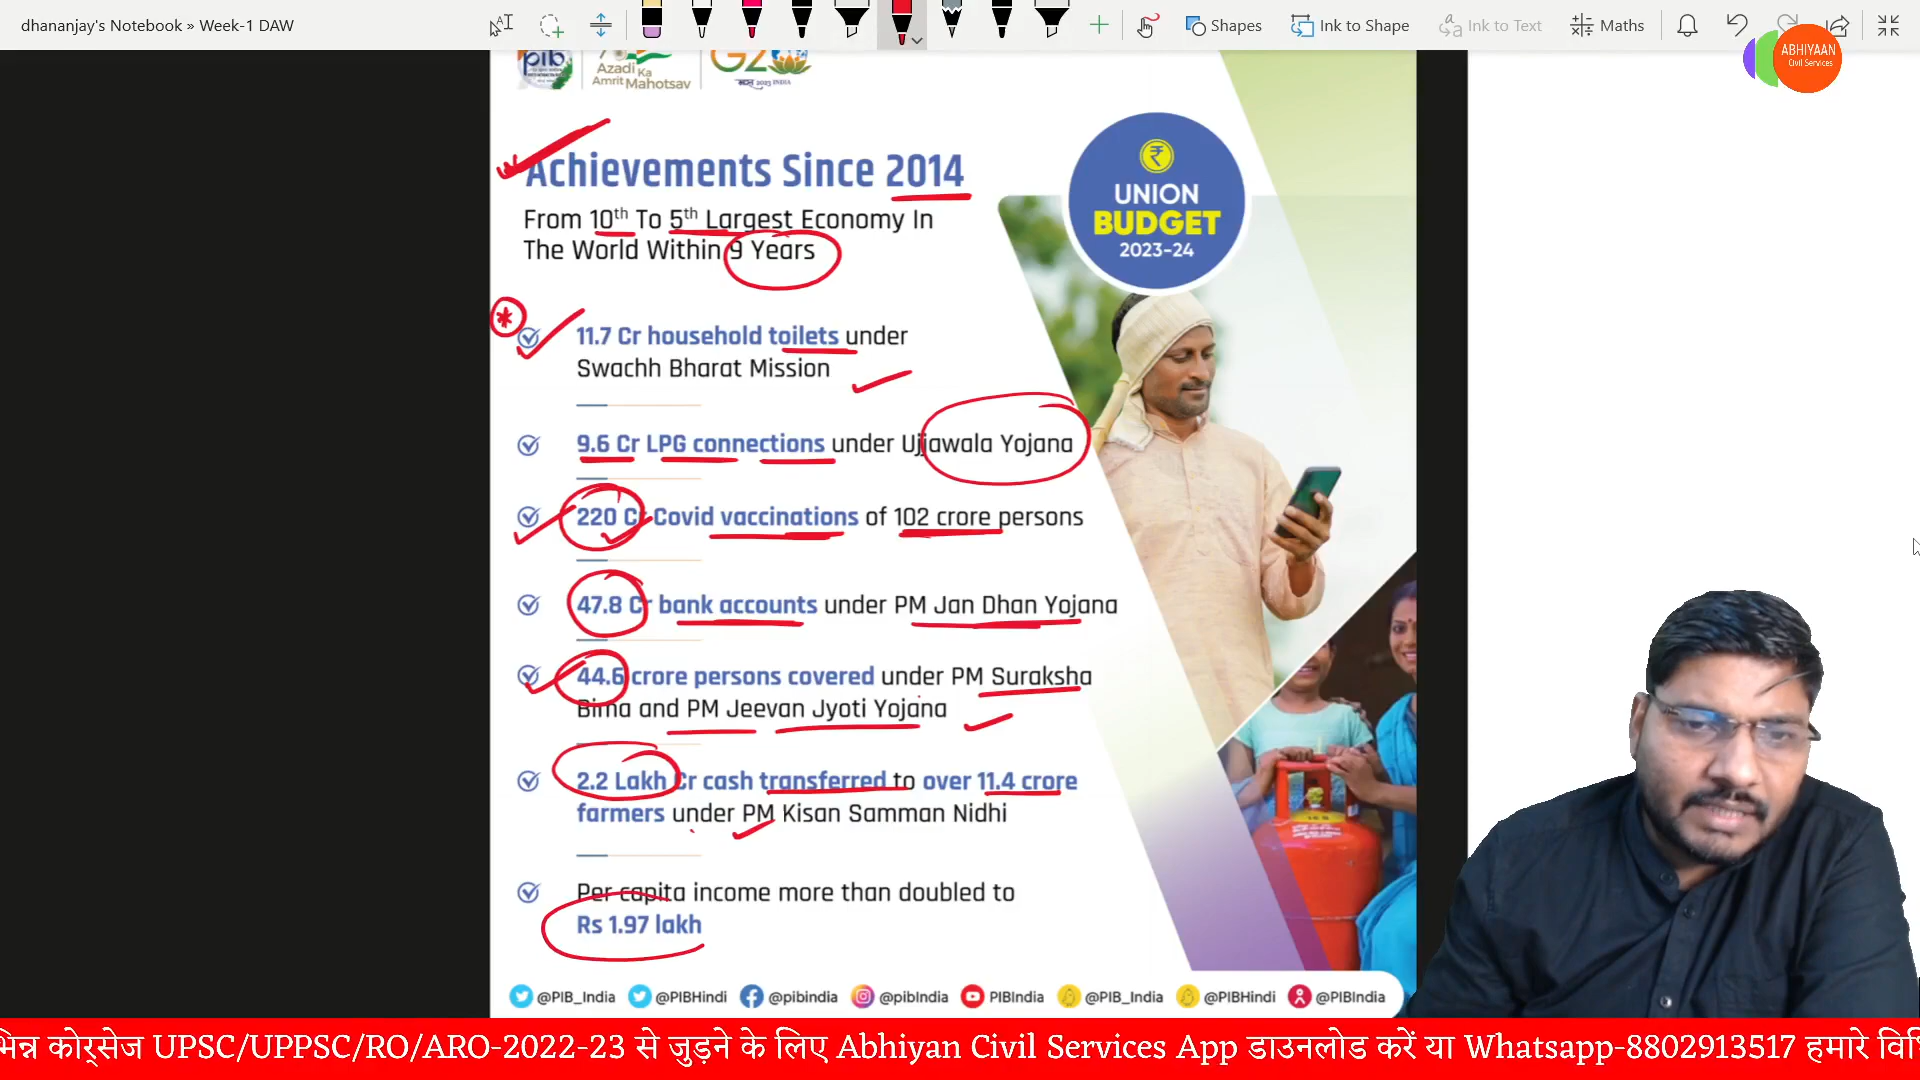 dhananjay's Notebook » Week-1 DAW
Shapes
Ink to Shape
Ink to Text
Maths
ABHIYAAN
Civil Services
pib
Azadi Ka
Amrit Mahotsav
G20
Achievements Since 2014
From 10th To 5th Largest Economy In
The World Within 9 Years
₹
UNION
BUDGET
2023-24
11.7 Cr household toilets under
Swachh Bharat Mission
9.6 Cr LPG connections under Ujjawala Yojana
220 Cr Covid vaccinations of 102 crore persons
47.8 Cr bank accounts under PM Jan Dhan Yojana
44.6 crore persons covered under PM Suraksha
Bima and PM Jeevan Jyoti Yojana
2.2 Lakh Cr cash transferred to over 11.4 crore
farmers under PM Kisan Samman Nidhi
Per capita income more than doubled to
Rs 1.97 lakh
@PIB_India @PIBHindi @pibindia @pibIndia PIBIndia @PIB_India @PIBHindi @PIBIndia
भिन्न कोर्सेज UPSC/UPPSC/RO/ARO-2022-23 से जुड़ने के लिए Abhiyan Civil Services App डाउनलोड करें या Whatsapp-8802913517 हमारे